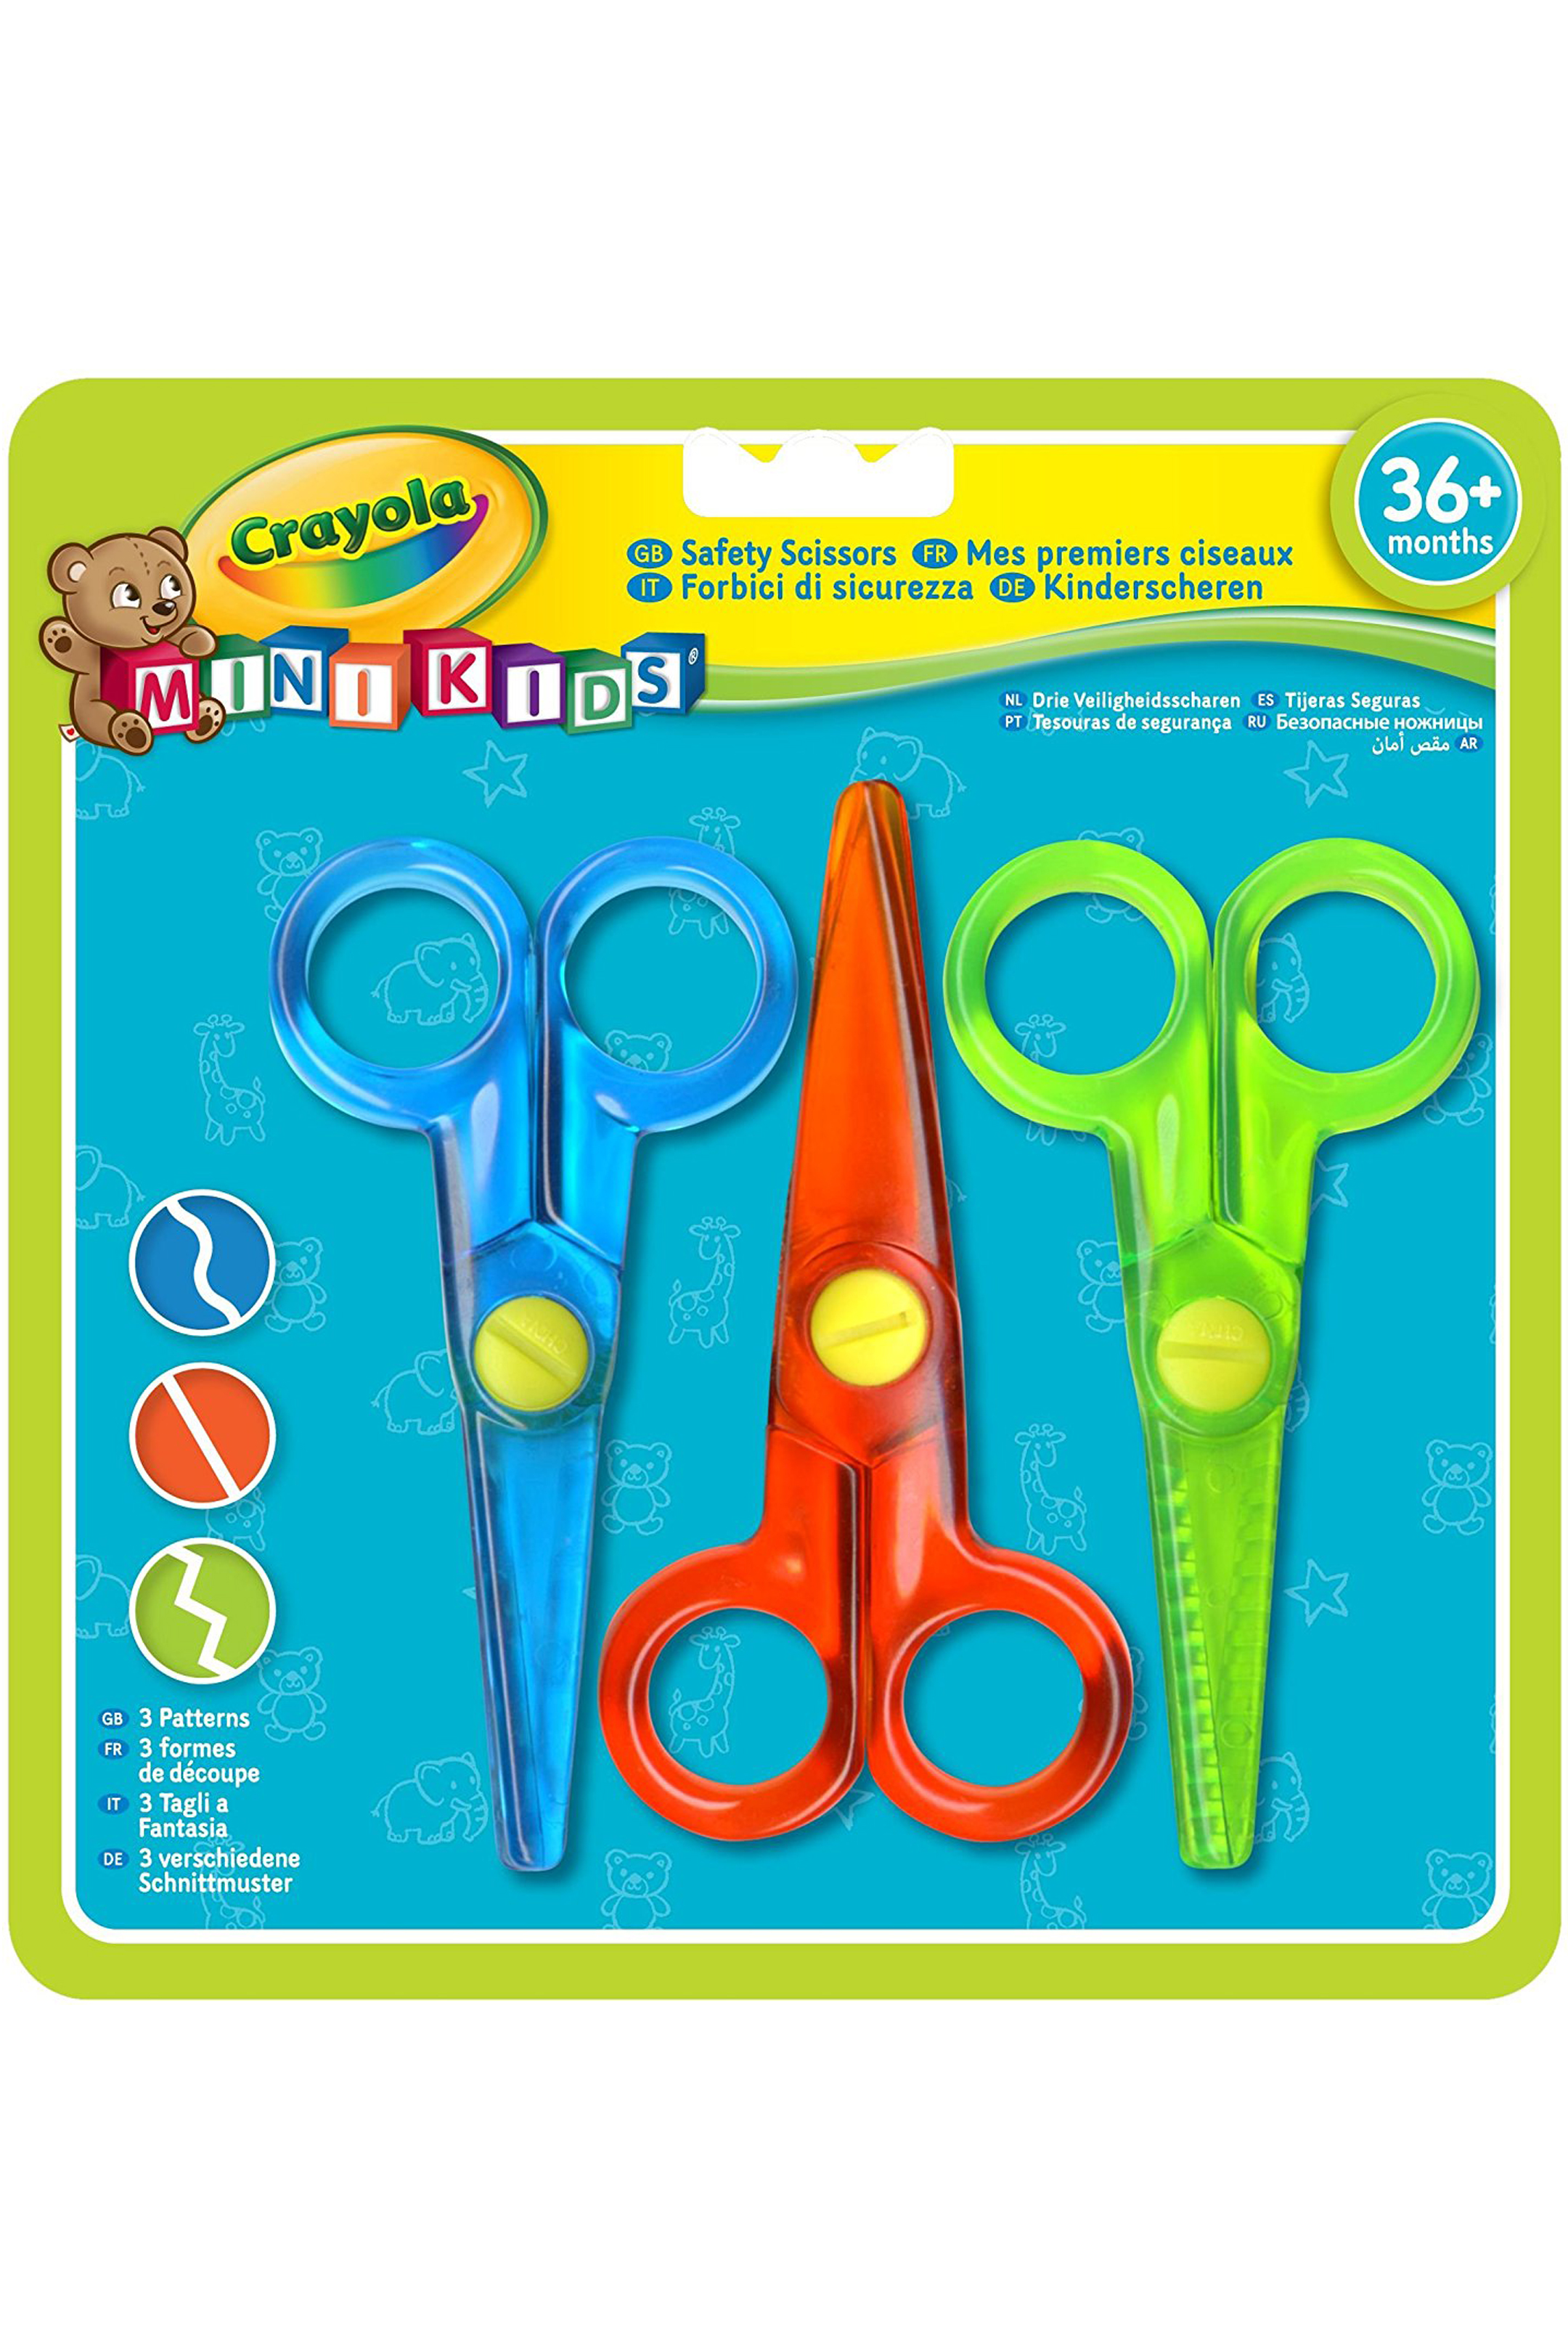 Crayola
MINI KIDS®
36+
months
GB Safety Scissors FR Mes premiers ciseaux
IT Forbici di sicurezza DE Kinderscheren
NL Drie Veiligheidsscharen ES Tijeras Seguras
PT Tesouras de segurança RU Безопасные ножницы
مقص أمان AR
GB 3 Patterns
FR 3 formes
de découpe
IT 3 Tagli a
Fantasia
DE 3 verschiedene
Schnittmuster